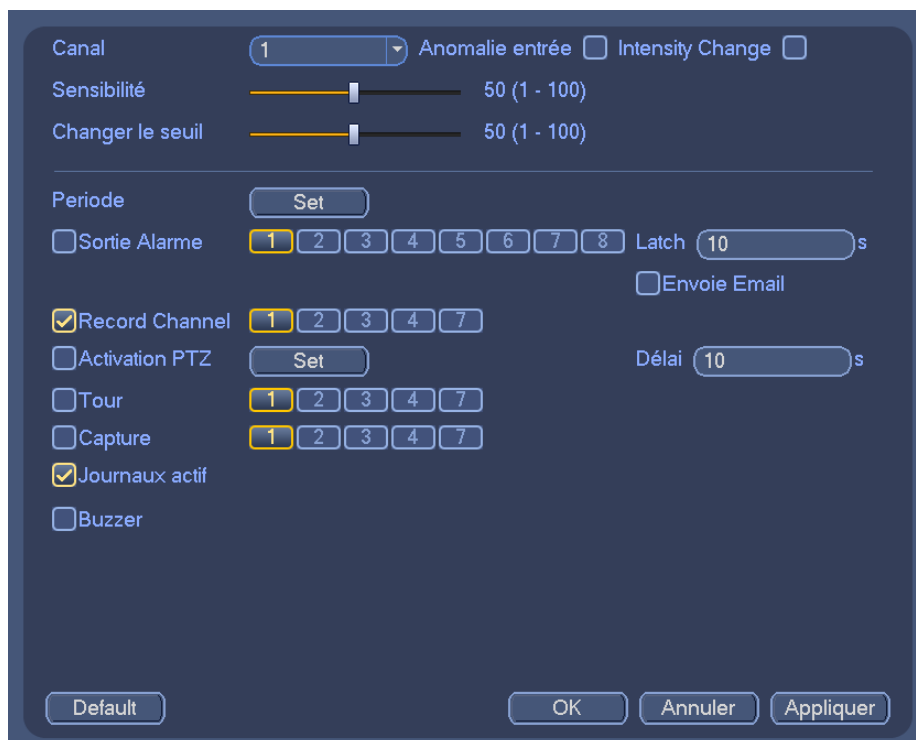 Canal 1 Anomalie entrée Intensity Change
Sensibilité 50 (1 - 100)
Changer le seuil 50 (1 - 100)
Periode Set
Sortie Alarme 1 2 3 4 5 6 7 8 Latch 10 s
Envoie Email
Record Channel 1 2 3 4 7
Activation PTZ Set Délai 10 s
Tour 1 2 3 4 7
Capture 1 2 3 4 7
Journaux actif
Buzzer
Default OK Annuler Appliquer